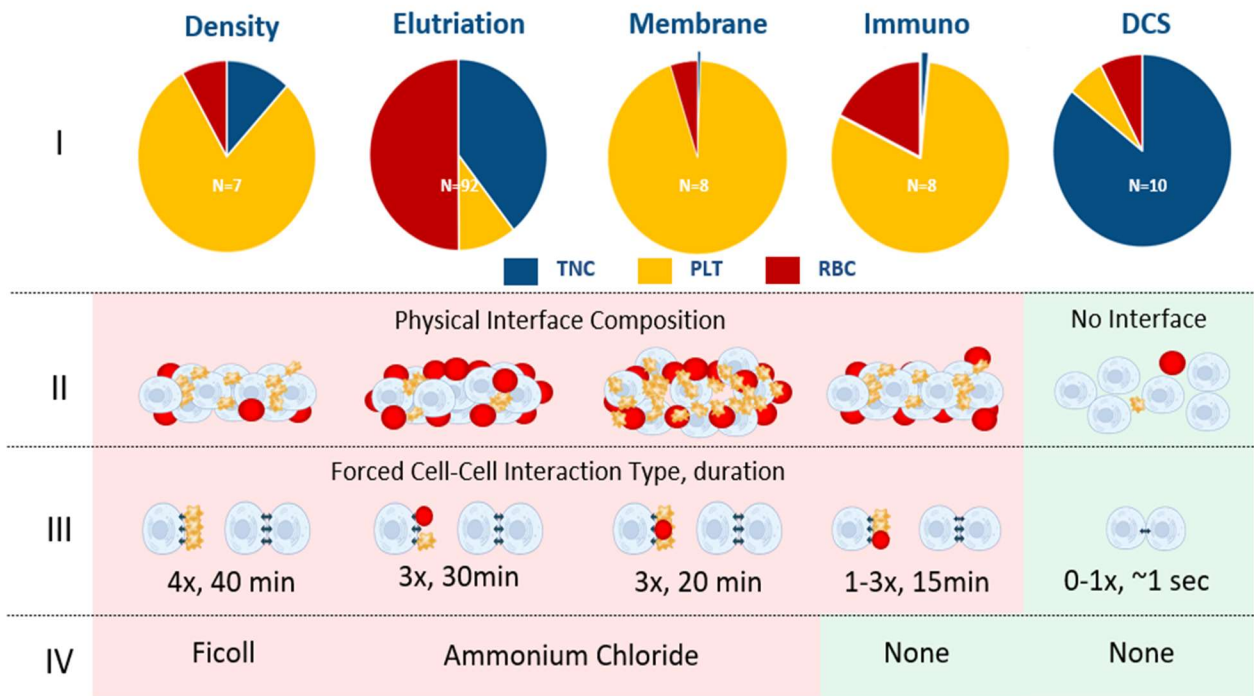 Density Elutriation Membrane Immuno DCS
I
N=7 N=92 N=8 N=8 N=10
TNC PLT RBC
Physical Interface Composition No Interface
II
Forced Cell-Cell Interaction Type, duration
III
4x, 40 min 3x, 30min 3x, 20 min 1-3x, 15min 0-1x, ~1 sec
IV Ficoll Ammonium Chloride None None